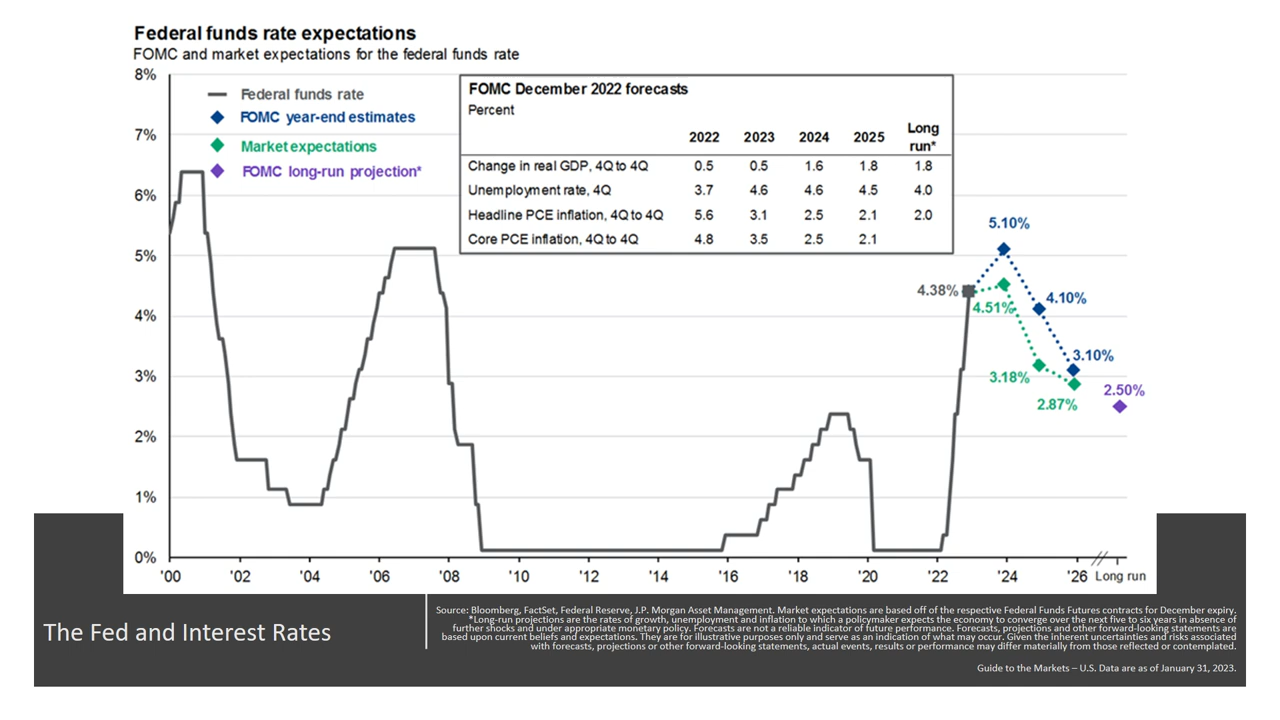 Federal funds rate expectations
FOMC and market expectations for the federal funds rate
8%
7%
6%
5%
4%
3%
2%
1%
0%
Federal funds rate
FOMC year-end estimates
Market expectations
FOMC long-run projection*
FOMC December 2022 forecasts
Percent
2022 2023 2024 2025 Long run*
Change in real GDP, 4Q to 4Q 0.5 0.5 1.6 1.8 1.8
Unemployment rate, 4Q 3.7 4.6 4.6 4.5 4.0
Headline PCE inflation, 4Q to 4Q 5.6 3.1 2.5 2.1 2.0
Core PCE inflation, 4Q to 4Q 4.8 3.5 2.5 2.1
5.10%
4.38%
4.10%
4.51%
3.10%
3.18%
2.50%
2.87%
'00 '02 '04 '06 '08 '10 '12 '14 '16 '18 '20 '22 '24 '26 Long run
The Fed and Interest Rates
Source: Bloomberg, FactSet, Federal Reserve, J.P. Morgan Asset Management. Market expectations are based off of the respective Federal Funds Futures contracts for December expiry.
*Long-run projections are the rates of growth, unemployment and inflation to which a policymaker expects the economy to converge over the next five to six years in absence of
further shocks and under appropriate monetary policy. Forecasts are not a reliable indicator of future performance. Forecasts, projections and other forward-looking statements are
based upon current beliefs and expectations. They are for illustrative purposes only and serve as an indication of what may occur. Given the inherent uncertainties and risks associated
with forecasts, projections or other forward-looking statements, actual events, results or performance may differ materially from those reflected or contemplated.
Guide to the Markets – U.S. Data are as of January 31, 2023.